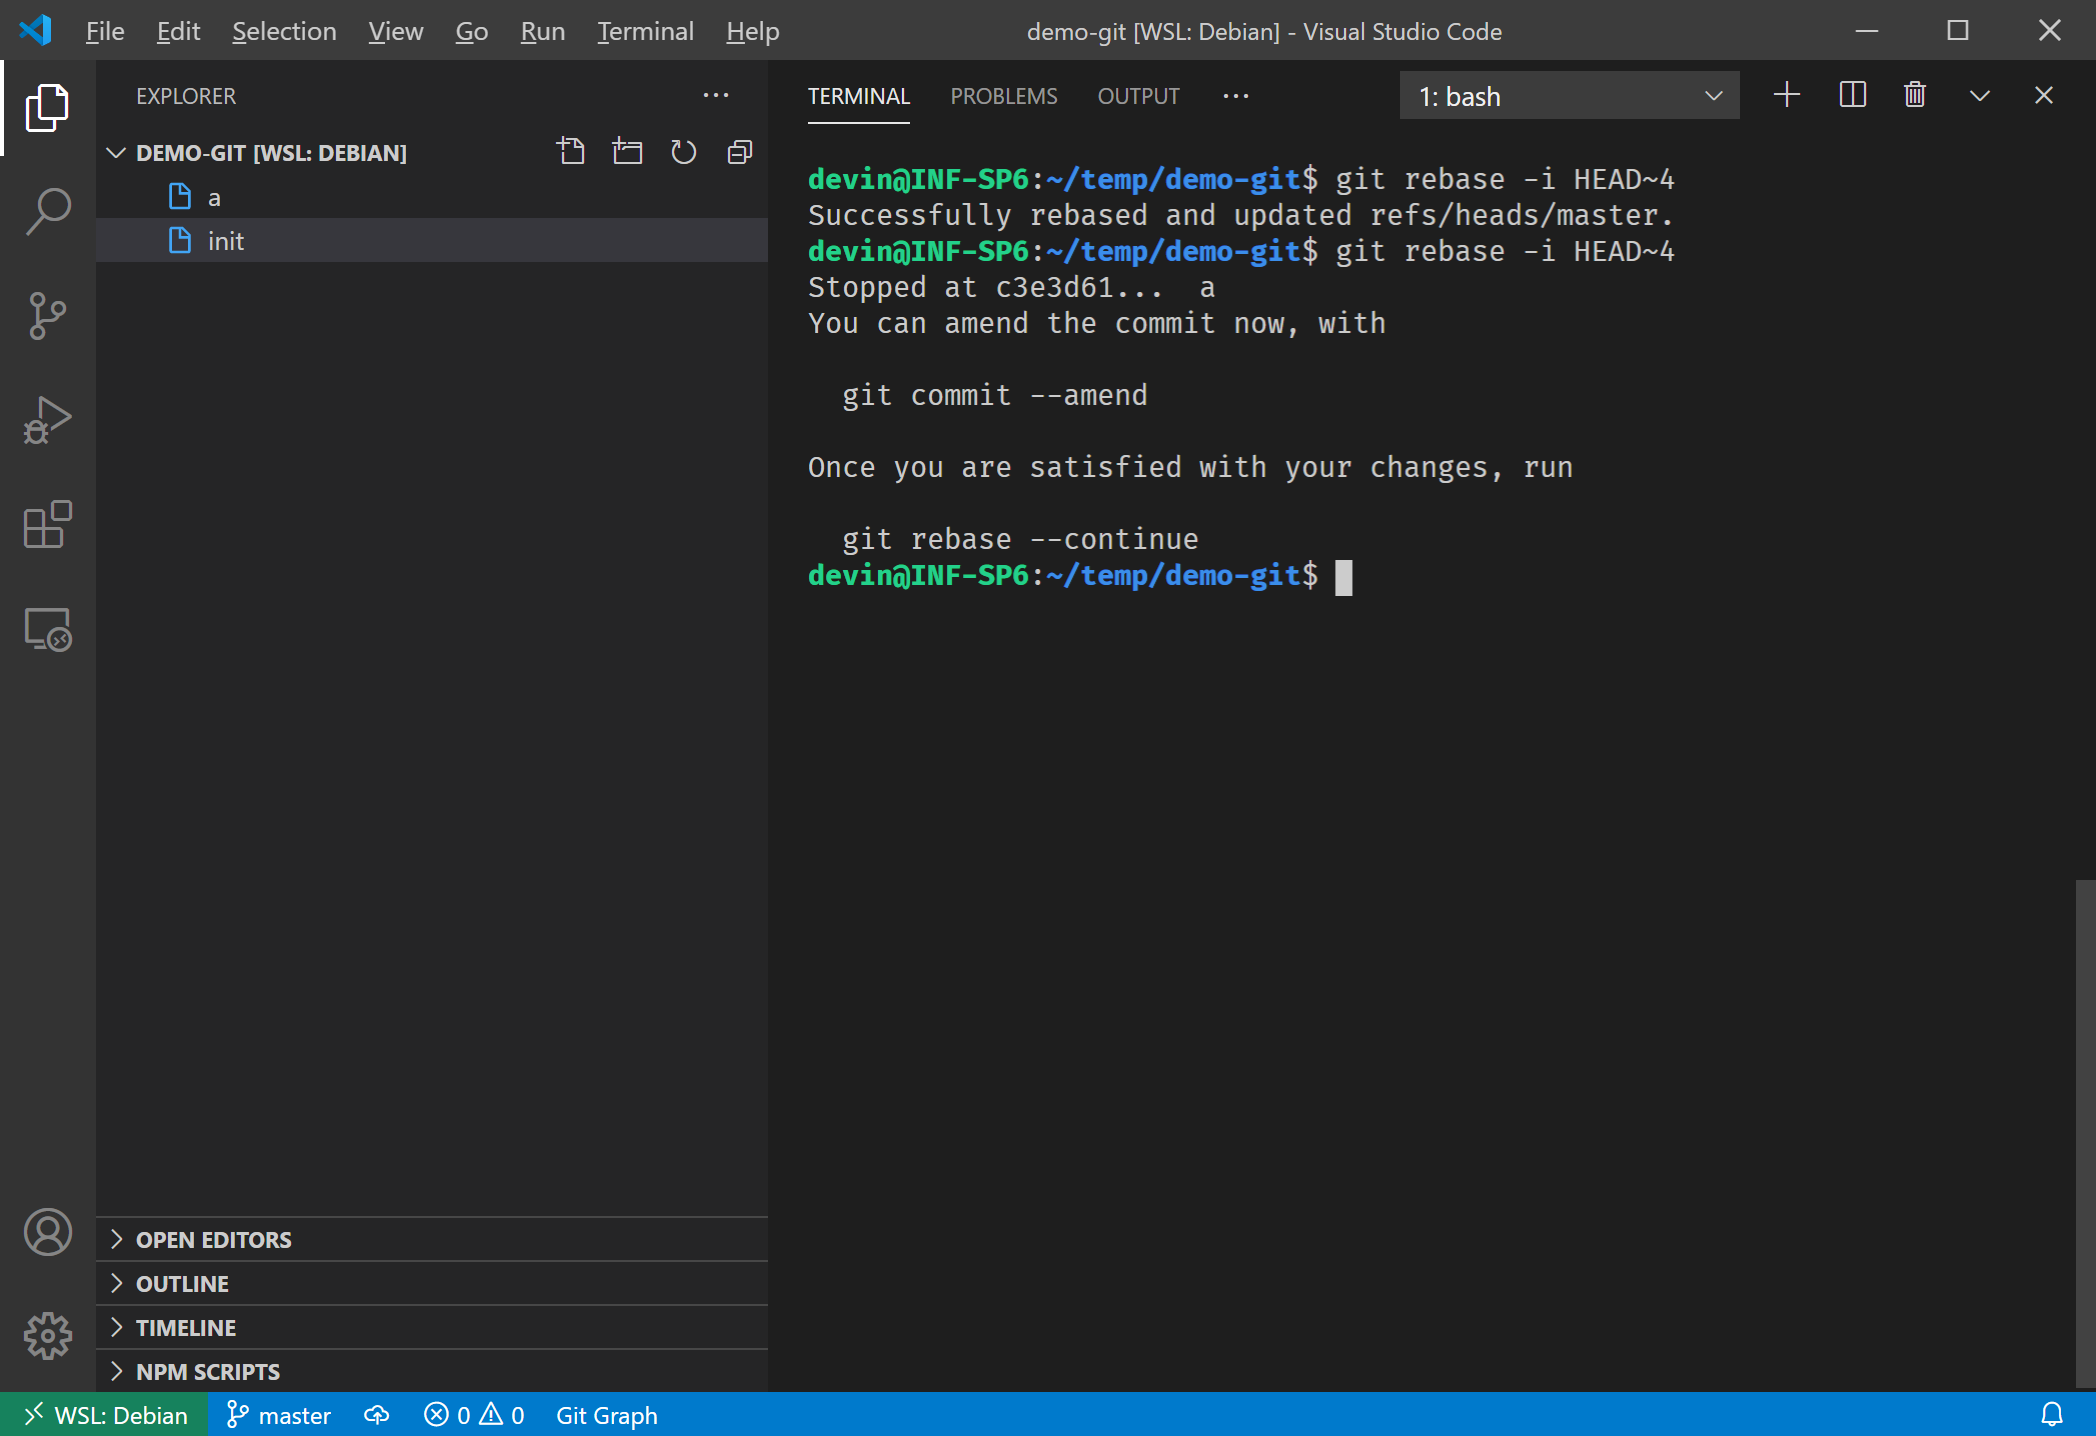 File Edit Selection View Go Run Terminal Help demo-git [WSL: Debian] - Visual Studio Code
EXPLORER
DEMO-GIT [WSL: DEBIAN]
a
init
OPEN EDITORS
OUTLINE
TIMELINE
NPM SCRIPTS
TERMINAL PROBLEMS OUTPUT ··· 1: bash
devin@INF-SP6:~/temp/demo-git$ git rebase -i HEAD~4
Successfully rebased and updated refs/heads/master.
devin@INF-SP6:~/temp/demo-git$ git rebase -i HEAD~4
Stopped at c3e3d61...  a
You can amend the commit now, with
  git commit --amend
Once you are satisfied with your changes, run
  git rebase --continue
devin@INF-SP6:~/temp/demo-git$
WSL: Debian master 0 0 Git Graph